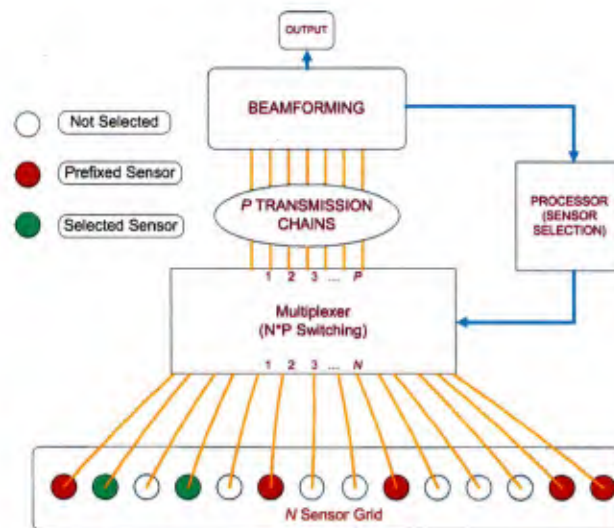 OUTPUT
BEAMFORMING
Not Selected
Prefixed Sensor
Selected Sensor
P TRANSMISSION
CHAINS
PROCESSOR
(SENSOR
SELECTION)
1 2 3 ... P
Multiplexer
(N*P Switching)
1 2 3 ... N
N Sensor Grid